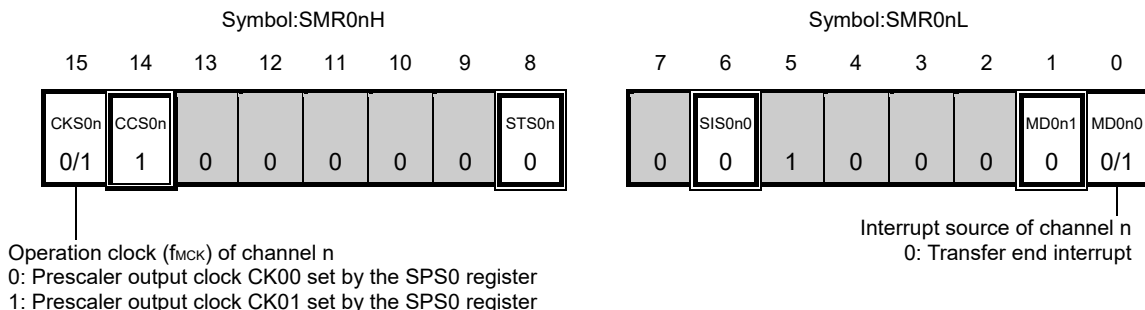 Symbol:SMR0nH Symbol:SMR0nL
15 14 13 12 11 10 9 8 7 6 5 4 3 2 1 0
CKS0n CCS0n STS0n SIS0n0 MD0n1 MD0n0
0/1 1 0 0 0 0 0 0 0 0 1 0 0 0 0 0/1
Interrupt source of channel n
Operation clock (fMCK) of channel n
0: Transfer end interrupt
0: Prescaler output clock CK00 set by the SPS0 register
1: Prescaler output clock CK01 set by the SPS0 register